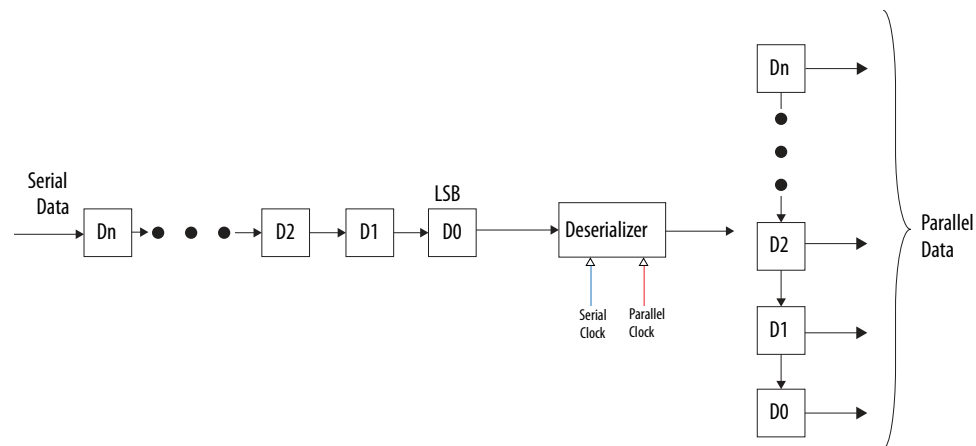 Serial
Data
Dn
D2
D1
LSB
D0
Deserializer
Serial
Clock
Parallel
Clock
Dn
D2
D1
D0
Parallel
Data